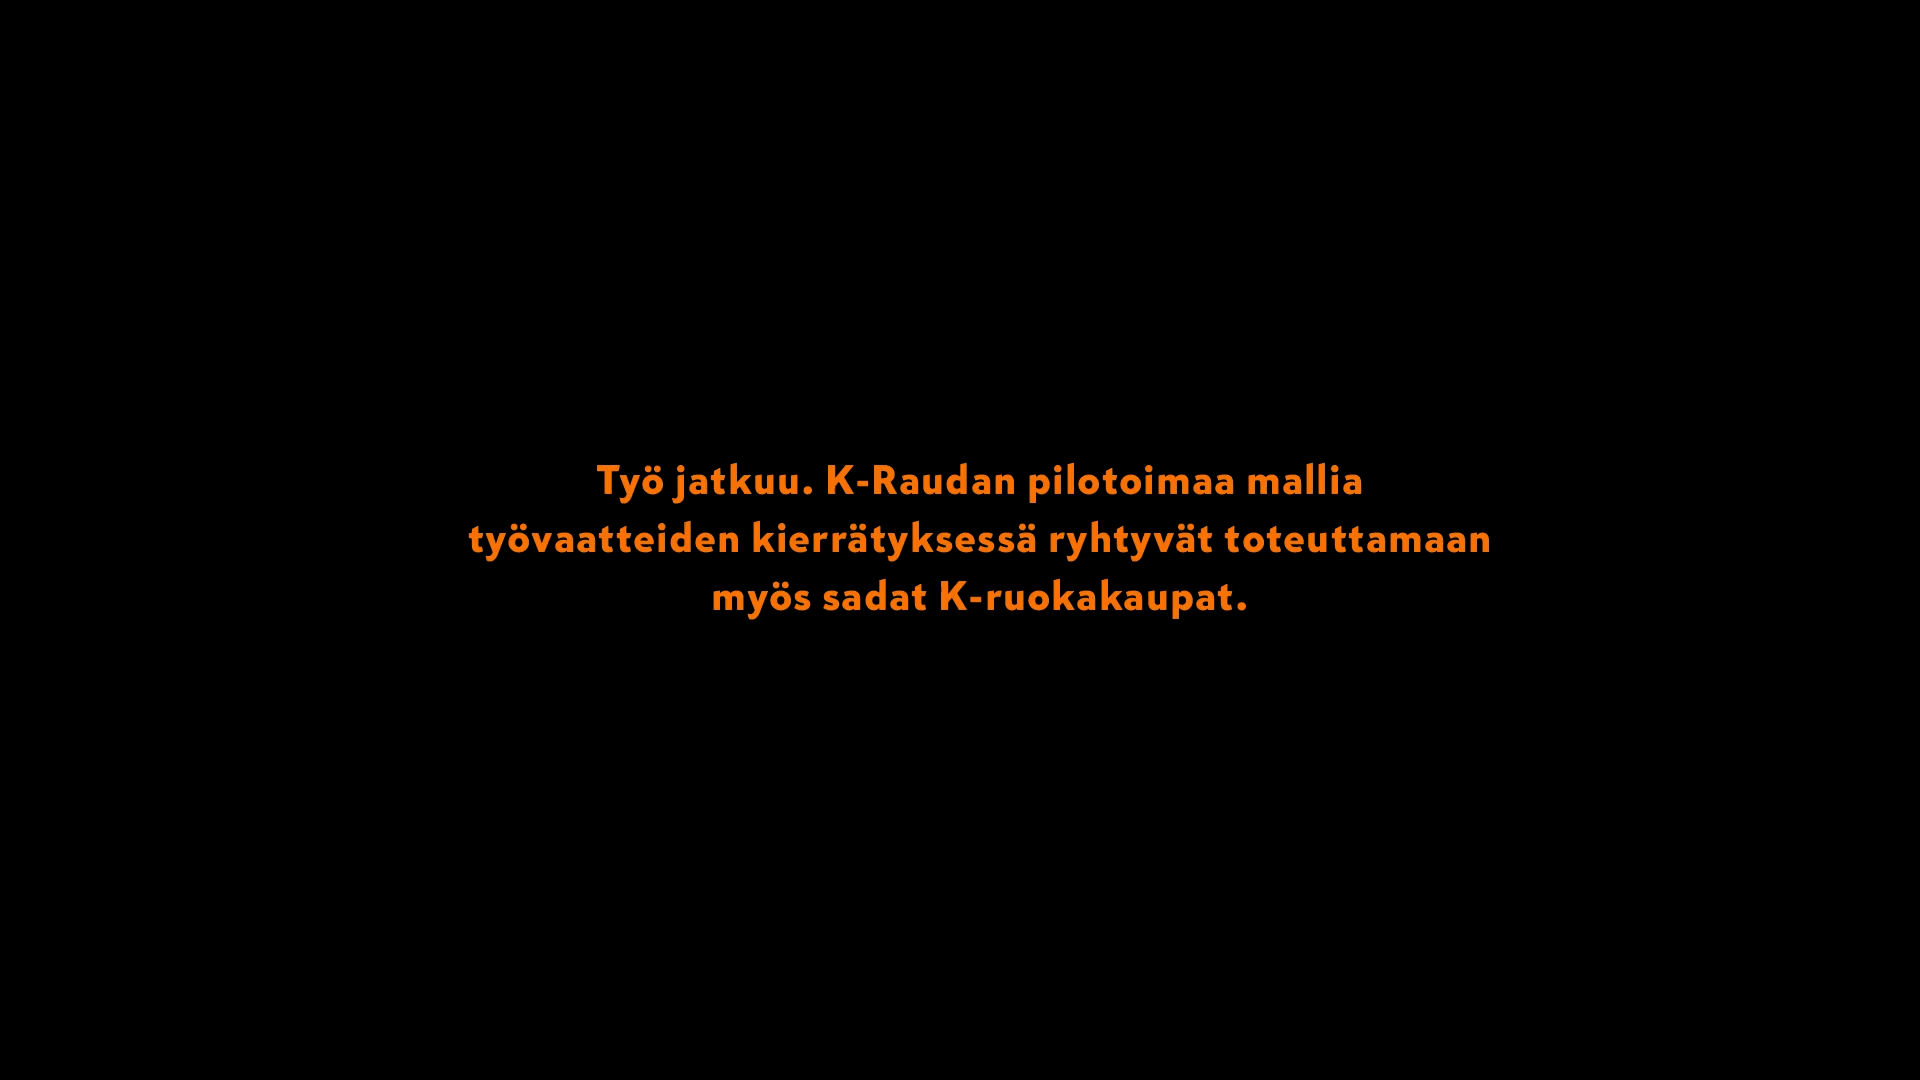 Työ jatkuu. K-Raudan pilotoimaa mallia
työvaatteiden kierrätyksessä ryhtyvät toteuttamaan
myös sadat K-ruokakaupat.